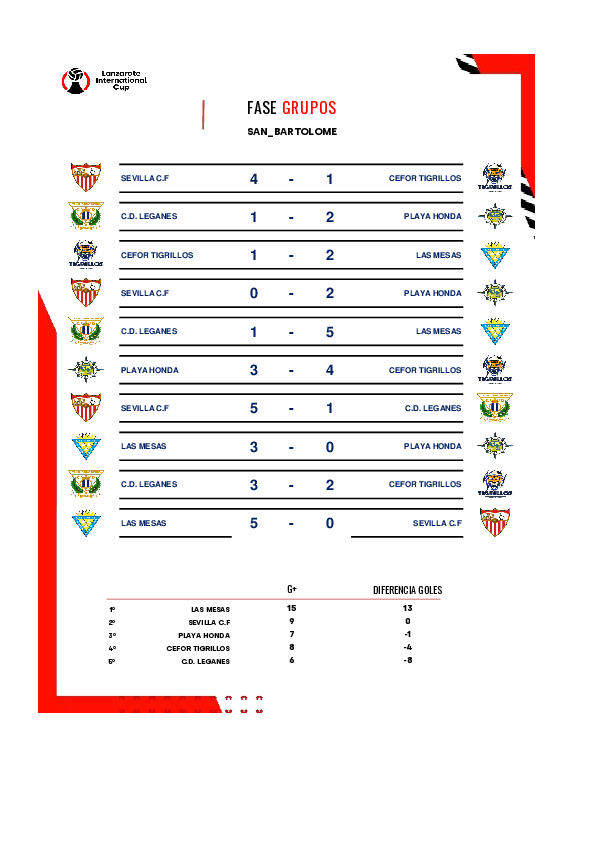 Lanzarote
International
Cup
FASE GRUPOS
SAN_BARTOLOME
SEVILLA C.F 4 - 1 CEFOR TIGRILLOS
C.D. LEGANES 1 - 2 PLAYA HONDA
CEFOR TIGRILLOS 1 - 2 LAS MESAS
SEVILLA C.F 0 - 2 PLAYA HONDA
C.D. LEGANES 1 - 5 LAS MESAS
PLAYA HONDA 3 - 4 CEFOR TIGRILLOS
SEVILLA C.F 5 - 1 C.D. LEGANES
LAS MESAS 3 - 0 PLAYA HONDA
C.D. LEGANES 3 - 2 CEFOR TIGRILLOS
LAS MESAS 5 - 0 SEVILLA C.F
G+ DIFERENCIA GOLES
1º LAS MESAS 15 13
2º SEVILLA C.F 9 0
3º PLAYA HONDA 7 -1
4º CEFOR TIGRILLOS 8 -4
5º C.D. LEGANES 6 -8